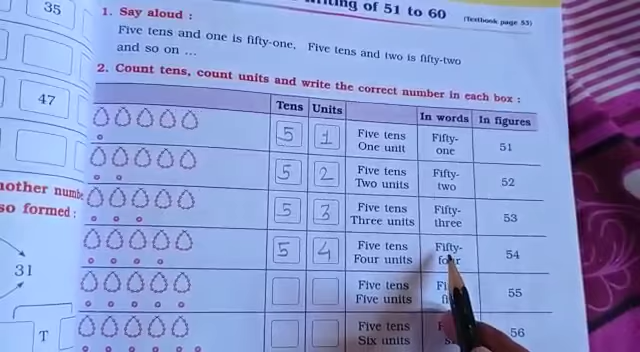 35
47
nother numbe
so formed :
31
T
riting of 51 to 60
(Textbook page 53)
1. Say aloud :
Five tens and one is fifty-one, Five tens and two is fifty-two
and so on ...
2. Count tens, count units and write the correct number in each box :
Tens Units In words In figures
5 1 Five tens One unit Fifty-one 51
5 2 Five tens Two units Fifty-two 52
5 3 Five tens Three units Fifty-three 53
5 4 Five tens Four units Fifty-four 54
Five tens Five units 55
Five tens Six units 56